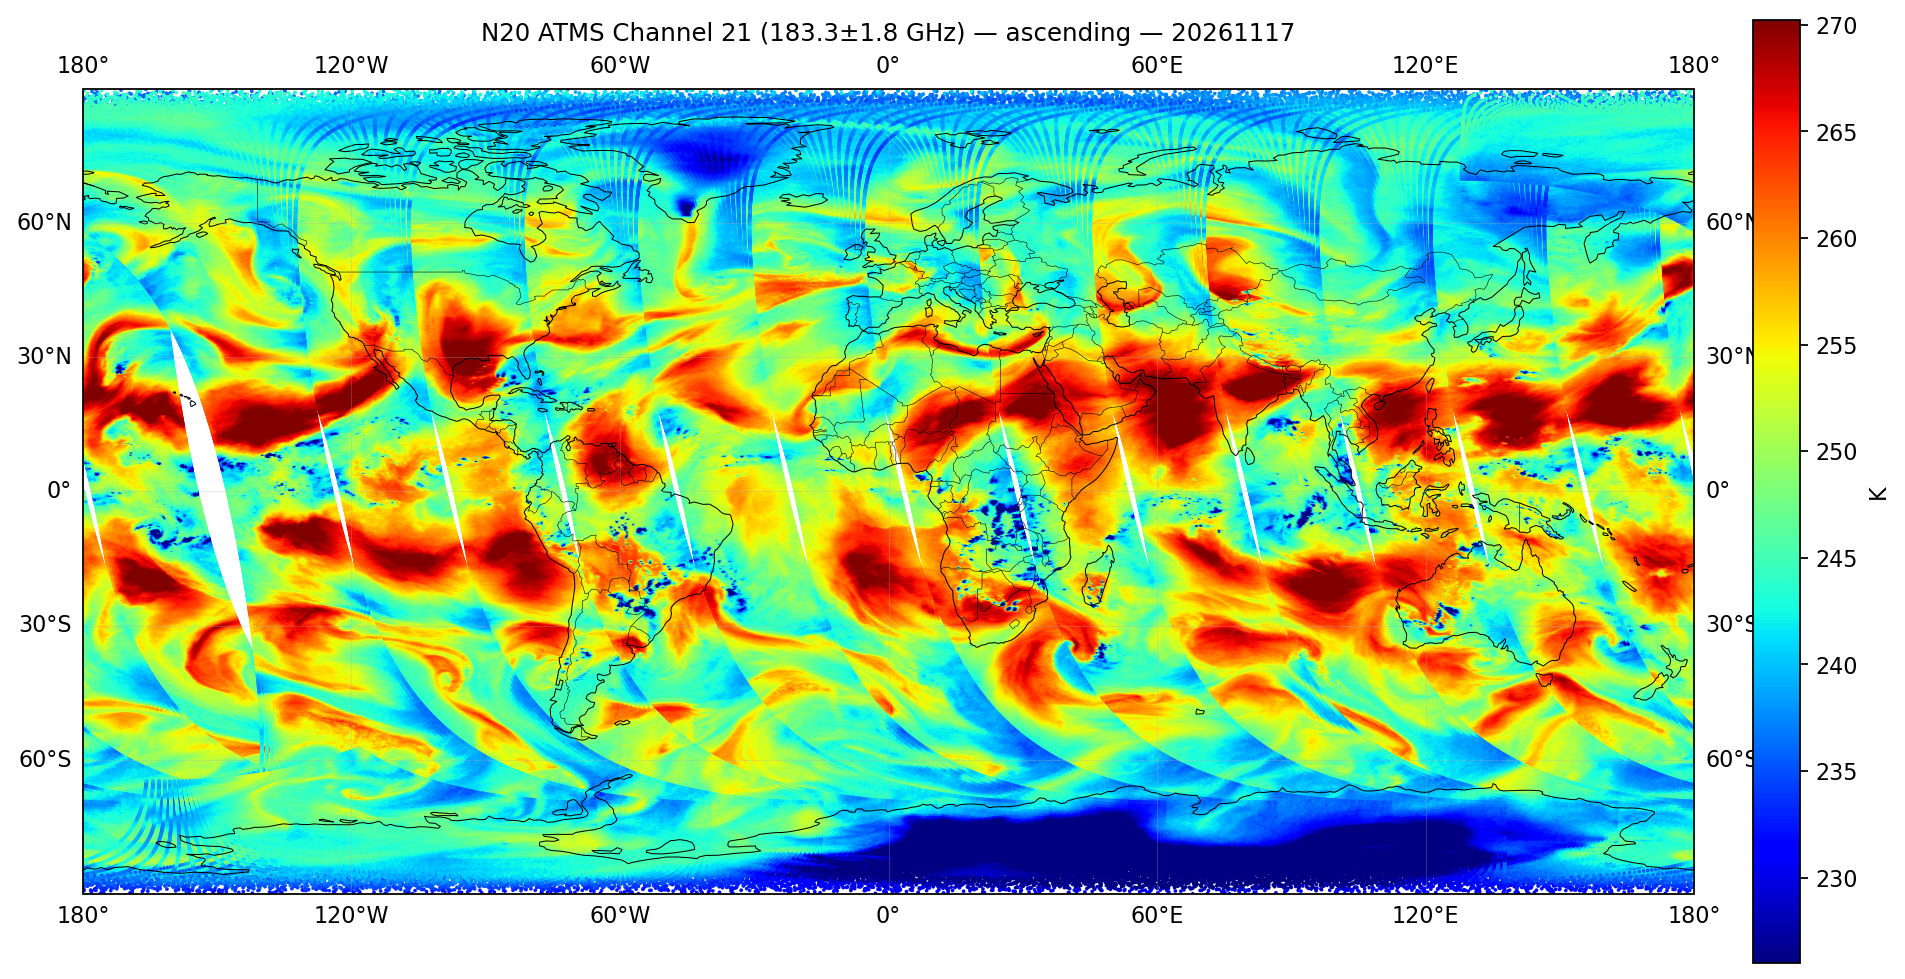 N20 ATMS Channel 21 (183.3±1.8 GHz) — ascending — 20261117
180° 120°W 60°W 0° 60°E 120°E 180°
60°N 60°N
30°N 30°N
0° 0°
30°S 30°S
60°S 60°S
180° 120°W 60°W 0° 60°E 120°E 180°
270
265
260
255
250
245
240
235
230
K